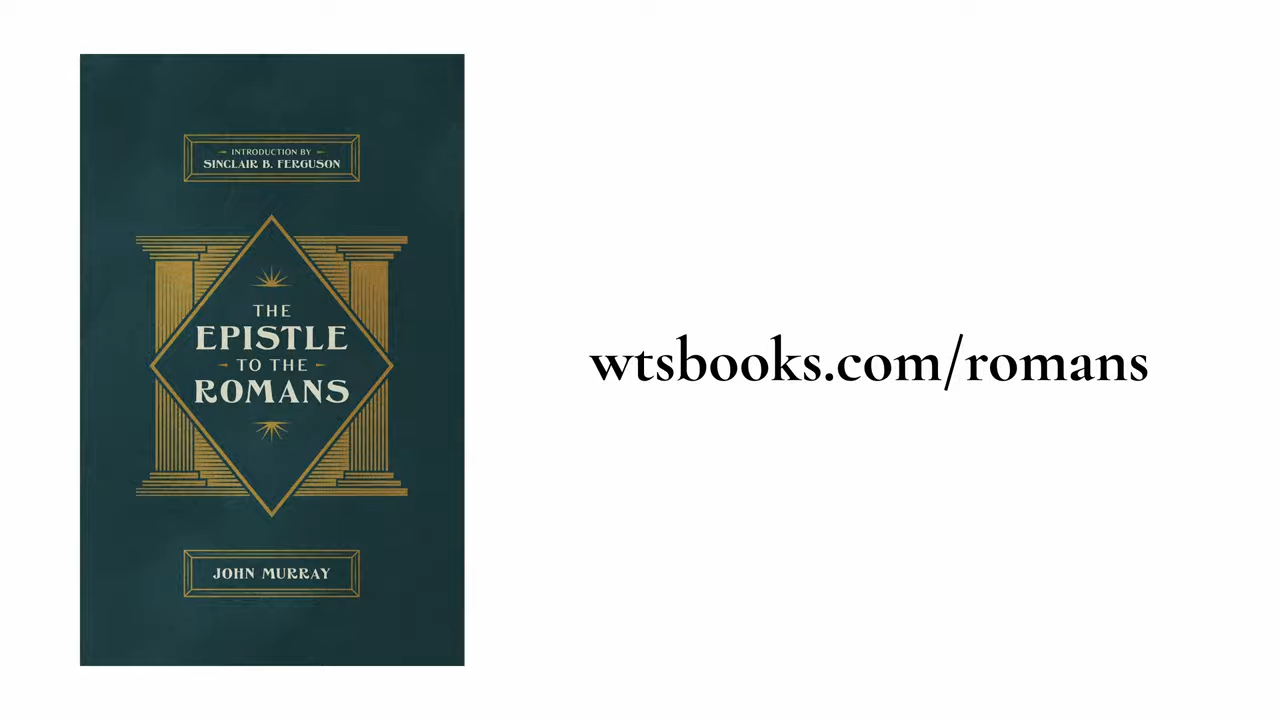 INTRODUCTION BY
SINCLAIR B. FERGUSON
THE
EPISTLE
TO THE
ROMANS
JOHN MURRAY
wtsbooks.com/romans